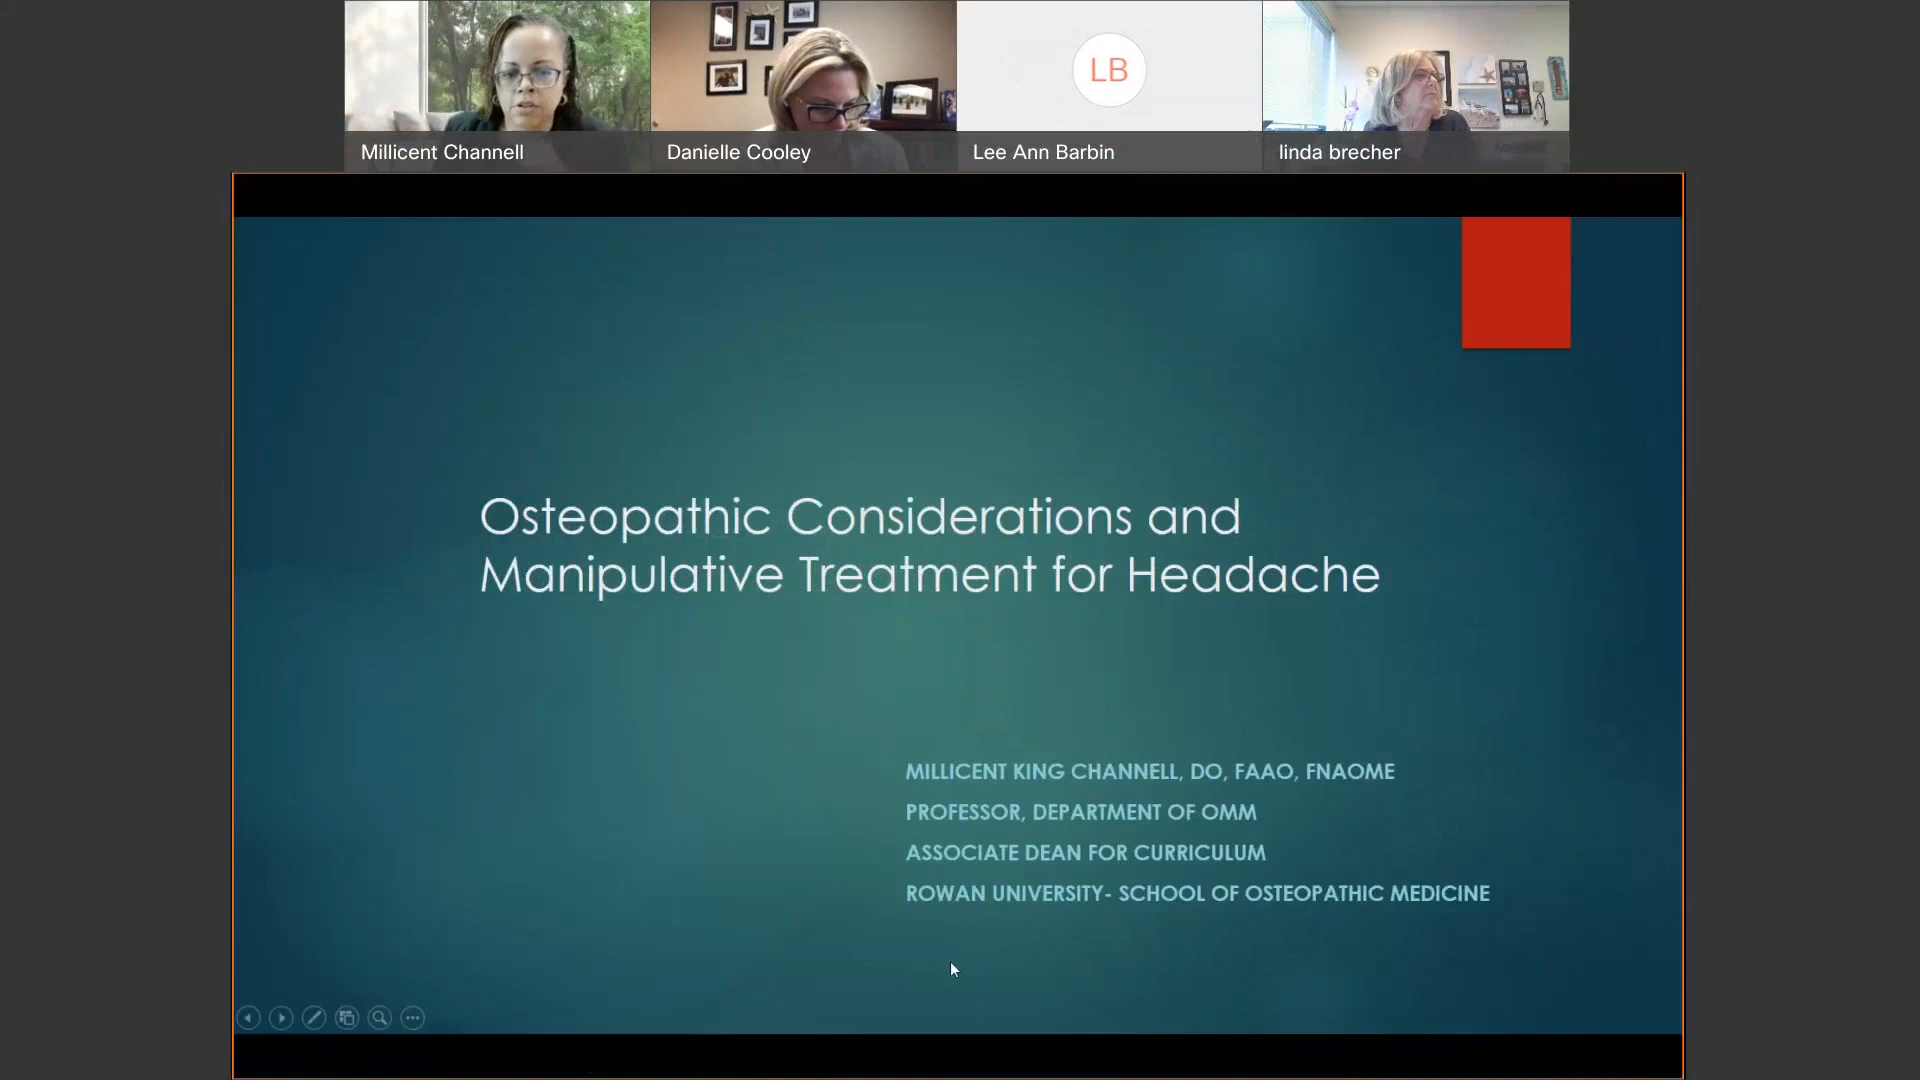 Millicent Channell
Danielle Cooley
LB
Lee Ann Barbin
linda brecher
Osteopathic Considerations and
Manipulative Treatment for Headache
MILLICENT KING CHANNELL, DO, FAAO, FNAOME
PROFESSOR, DEPARTMENT OF OMM
ASSOCIATE DEAN FOR CURRICULUM
ROWAN UNIVERSITY- SCHOOL OF OSTEOPATHIC MEDICINE